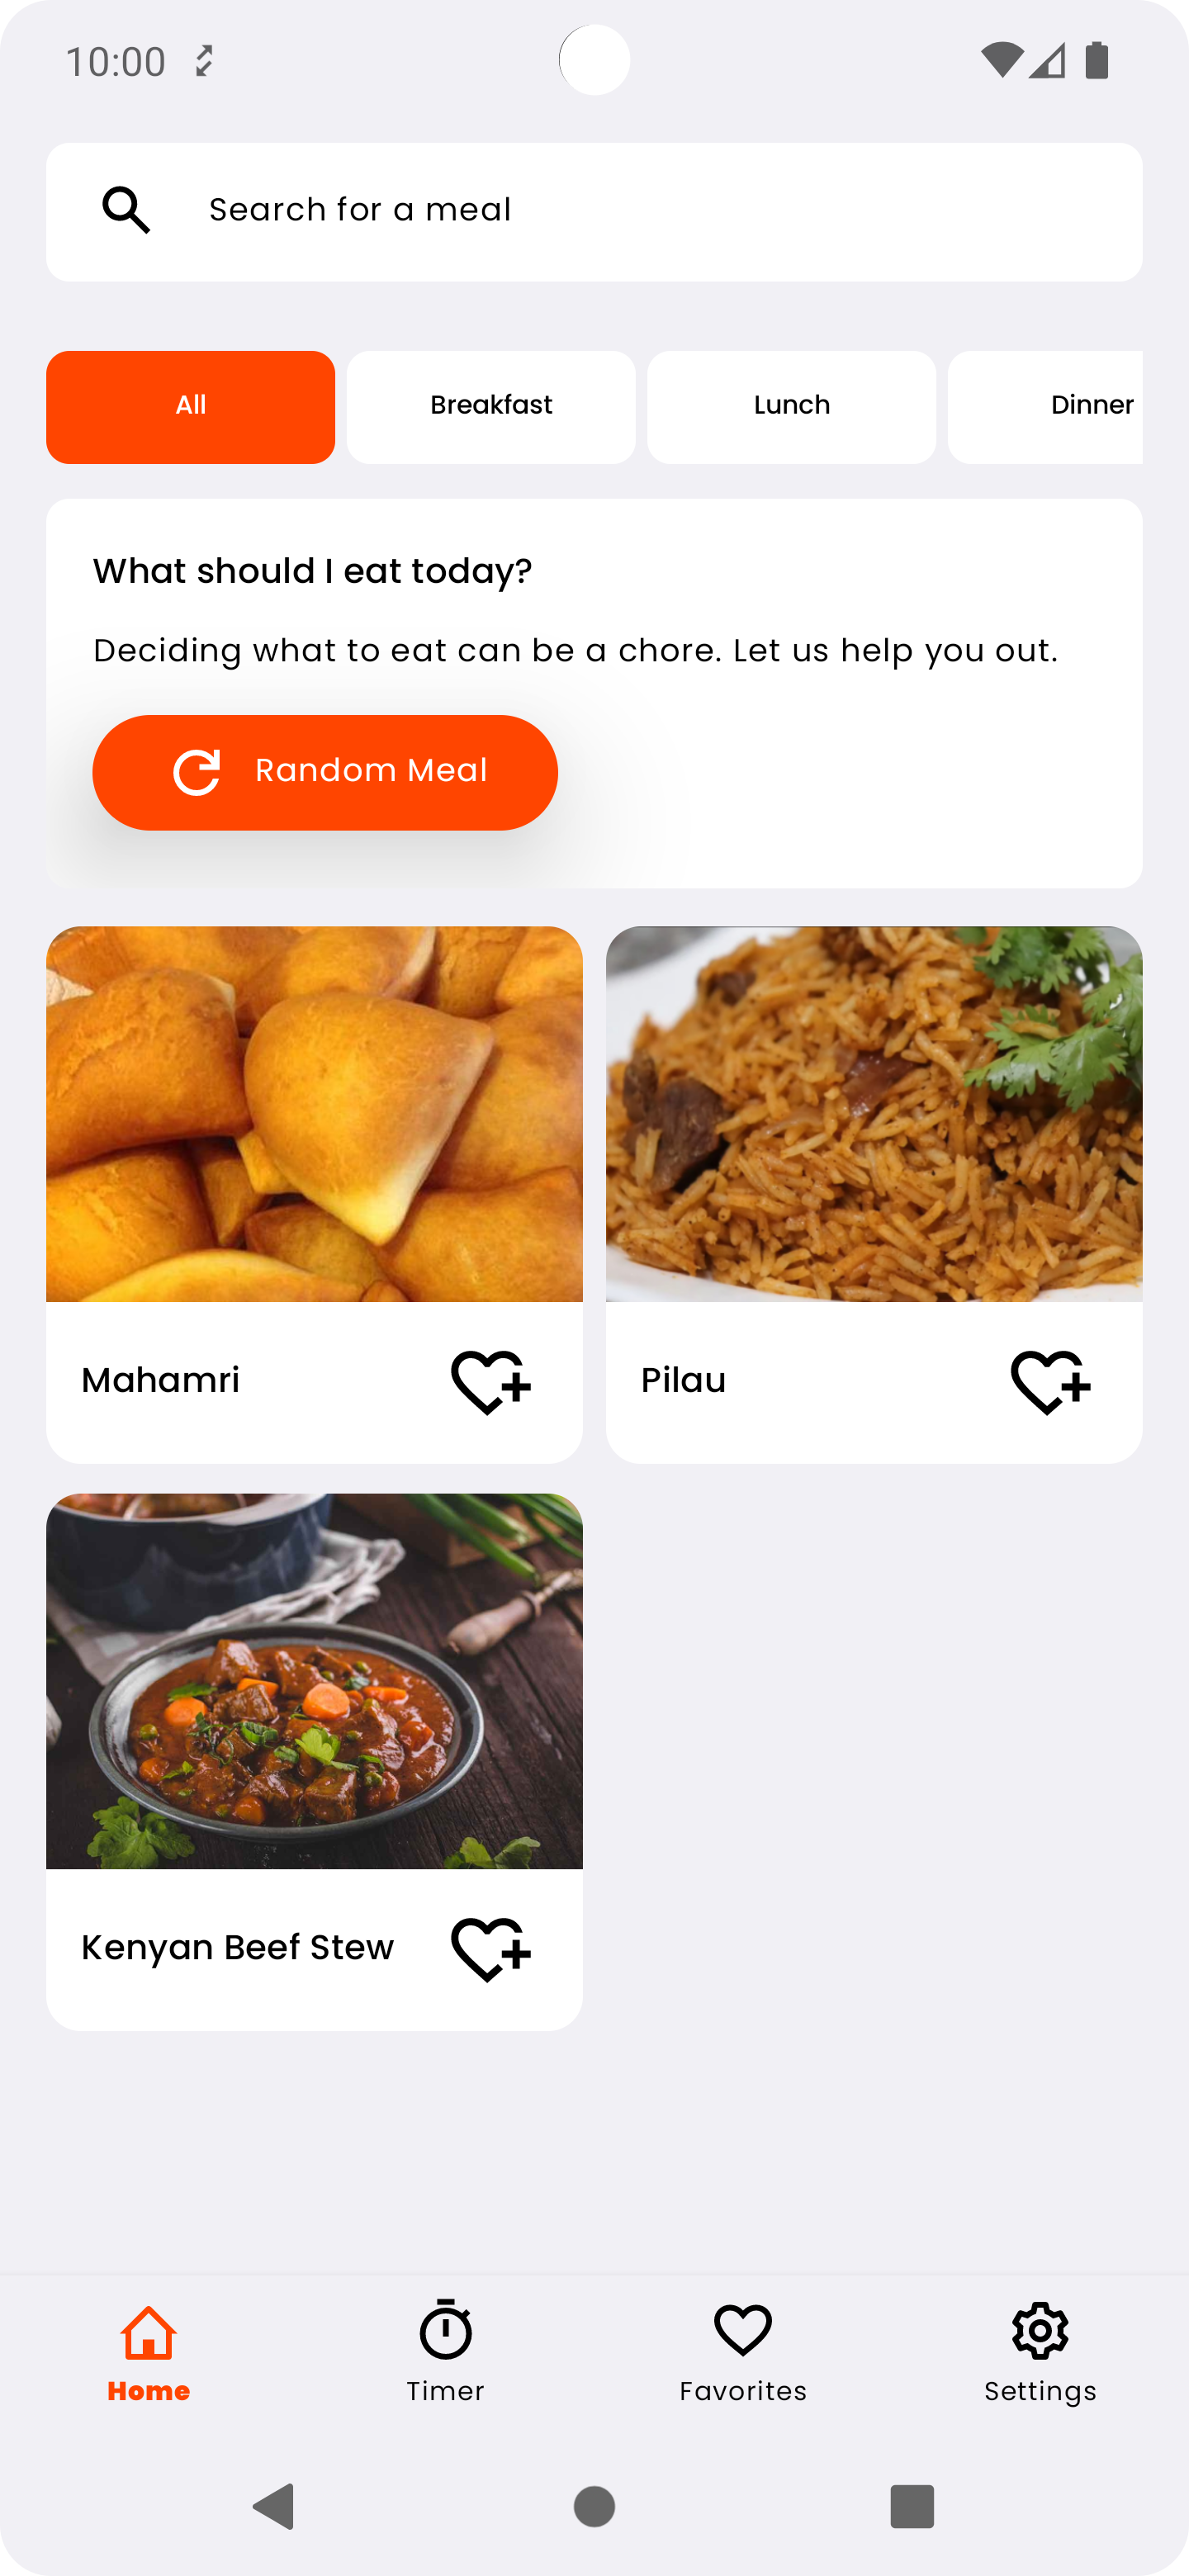 10:00
Search for a meal
All
Breakfast
Lunch
Dinner
What should I eat today?
Deciding what to eat can be a chore. Let us help you out.
Random Meal
Mahamri
Pilau
Kenyan Beef Stew
Home
Timer
Favorites
Settings